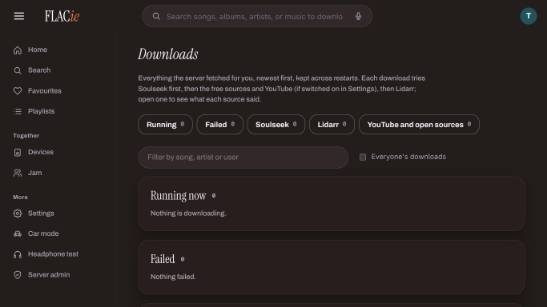 FLACie
Search songs, albums, artists, or music to downlo
T
Home
Search
Favourites
Playlists
Together
Devices
Jam
More
Settings
Car mode
Headphone test
Server admin
Downloads
Everything the server fetched for you, newest first, kept across restarts. Each download tries
Soulseek first, then the free sources and YouTube (if switched on in Settings), then Lidarr;
open one to see what each source said.
Running 0 Failed 0 Soulseek 0 Lidarr 0 YouTube and open sources 0
Filter by song, artist or user
Everyone's downloads
Running now 0
Nothing is downloading.
Failed 0
Nothing failed.